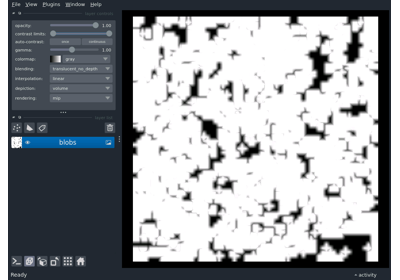 File View Plugins Window Help
opacity: 1.00
contrast limits:
auto-contrast: once continuous
gamma: 1.00
colormap: gray
blending: translucent_no_depth
interpolation: linear
depiction: volume
rendering: mip
blobs
Ready
activity